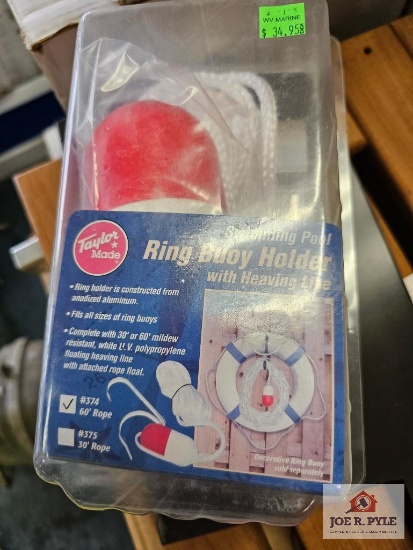 WV MARINE
$ 34.95
Taylor
Made
Swimming Pool
Ring Buoy Holder
with Heaving Line
• Ring holder is constructed from
anodized aluminum.
• Fits all sizes of ring buoys
• Complete with 30' or 60' mildew
resistant, white U.V. polypropylene
floating heaving line
with attached rope float.
#374
60' Rope
#375
30' Rope
Decorative Ring Buoy
sold separately
JOE R. PYLE